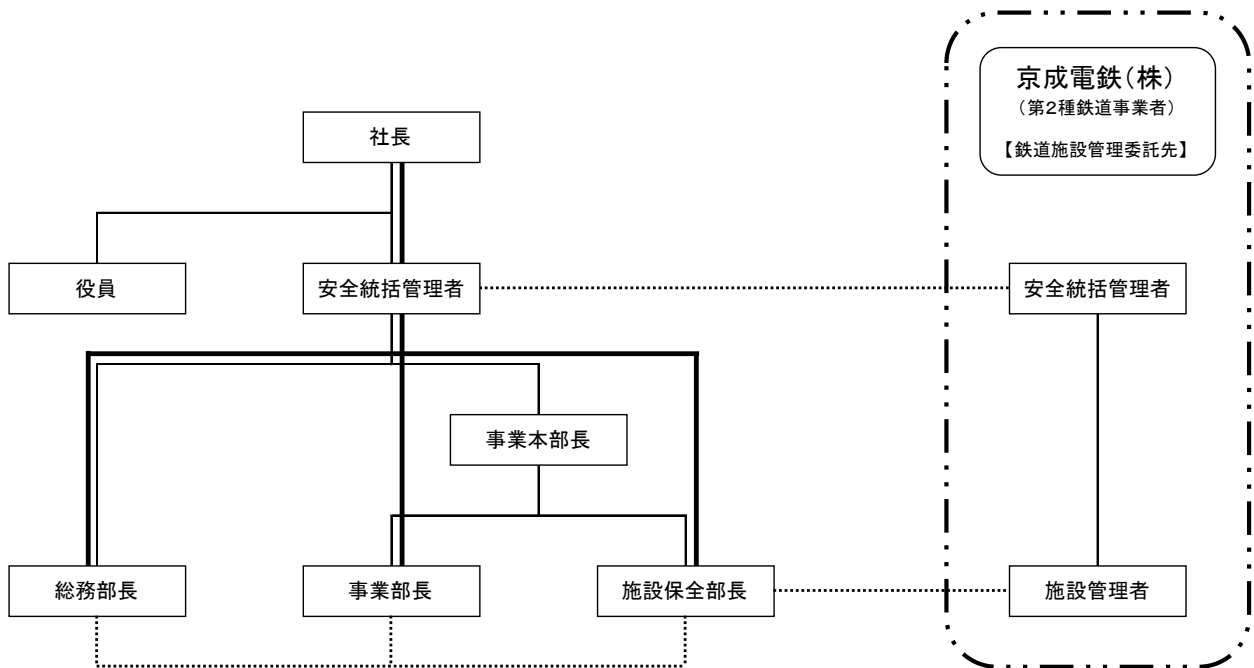 京成電鉄(株)
(第2種鉄道事業者)
【鉄道施設管理委託先】
社長
役員
安全統括管理者
安全統括管理者
事業本部長
総務部長
事業部長
施設保全部長
施設管理者